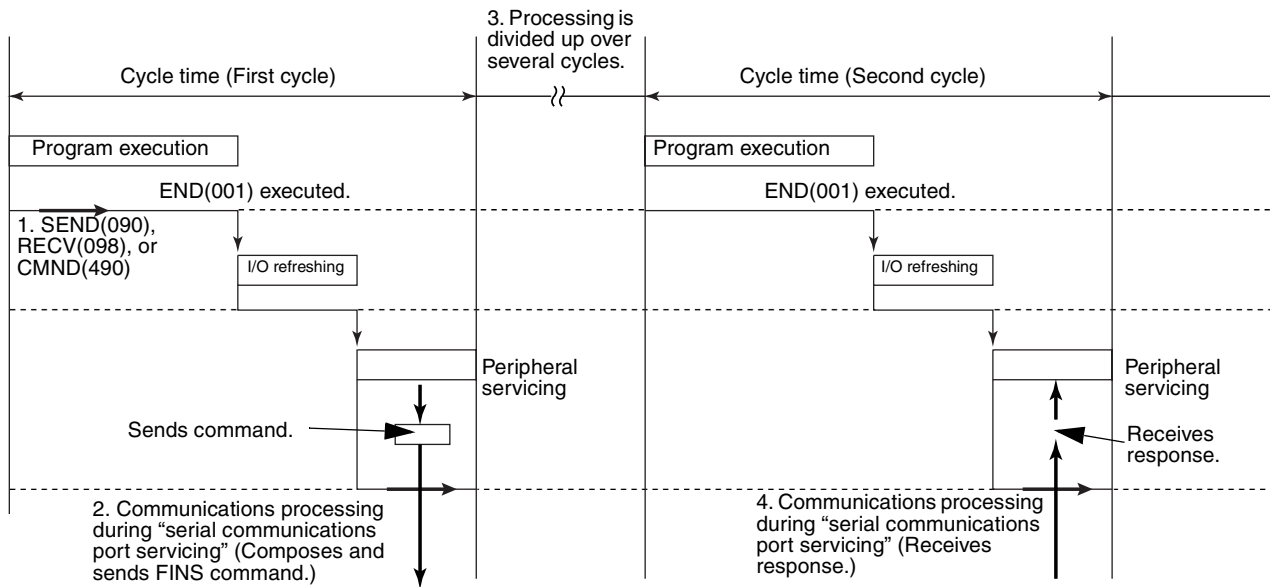 3. Processing is
divided up over
several cycles.
Cycle time (First cycle)
Cycle time (Second cycle)
Program execution
Program execution
END(001) executed.
END(001) executed.
1. SEND(090),
RECV(098), or
CMND(490)
I/O refreshing
I/O refreshing
Peripheral
servicing
Peripheral
servicing
Sends command.
Receives
response.
2. Communications processing
during “serial communications
port servicing” (Composes and
sends FINS command.)
4. Communications processing
during “serial communications
port servicing” (Receives
response.)